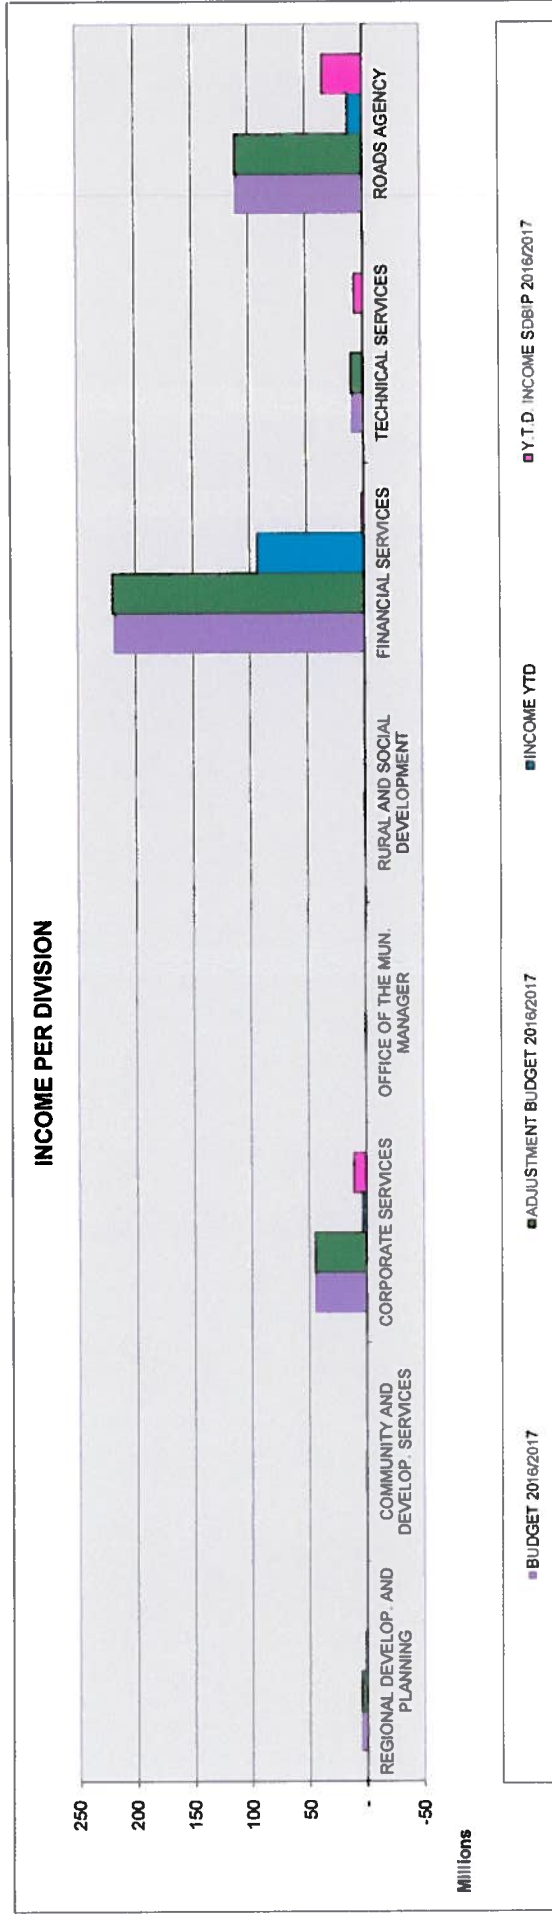 INCOME PER DIVISION
250
200
150
100
50
-
-50
Millions
REGIONAL DEVELOP. AND
PLANNING
COMMUNITY AND
DEVELOP. SERVICES
CORPORATE SERVICES
OFFICE OF THE MUN.
MANAGER
RURAL AND SOCIAL
DEVELOPMENT
FINANCIAL SERVICES
TECHNICAL SERVICES
ROADS AGENCY
BUDGET 2016/2017
ADJUSTMENT BUDGET 2016/2017
INCOME YTD
Y.T.D. INCOME SDBIP 2016/2017